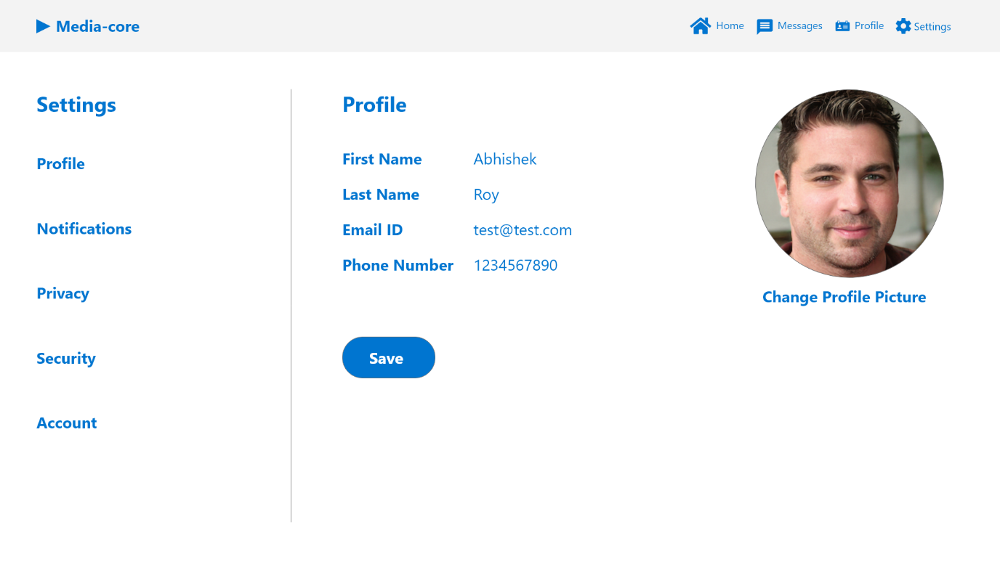 Media-core
Home Messages Profile Settings
Settings
Profile
Notifications
Privacy
Security
Account
Profile
First Name Abhishek
Last Name Roy
Email ID test@test.com
Phone Number 1234567890
Save
Change Profile Picture